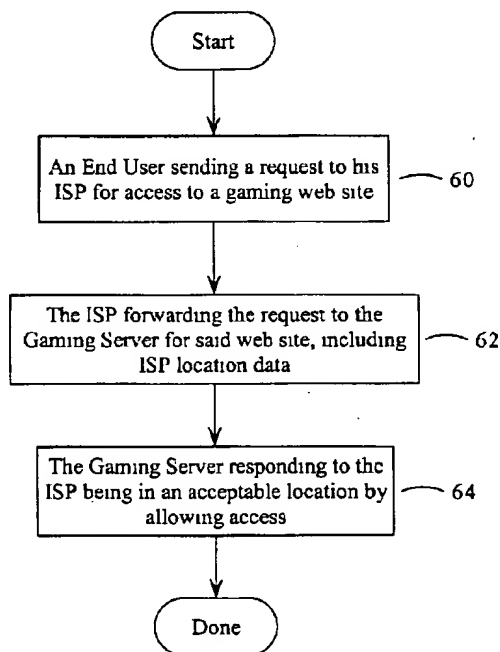 Start
An End User sending a request to his
ISP for access to a gaming web site
60
The ISP forwarding the request to the
Gaming Server for said web site, including
ISP location data
62
The Gaming Server responding to the
ISP being in an acceptable location by
allowing access
64
Done